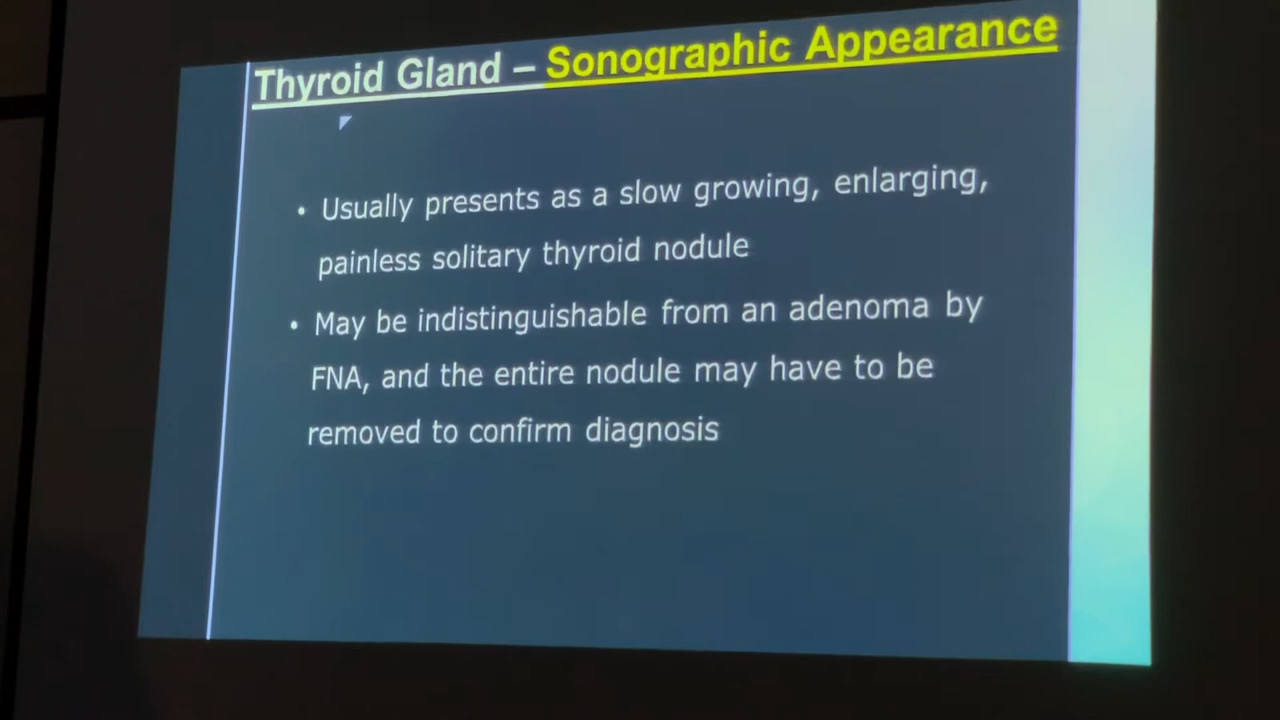 Thyroid Gland – Sonographic Appearance
• Usually presents as a slow growing, enlarging,
painless solitary thyroid nodule
• May be indistinguishable from an adenoma by
FNA, and the entire nodule may have to be
removed to confirm diagnosis